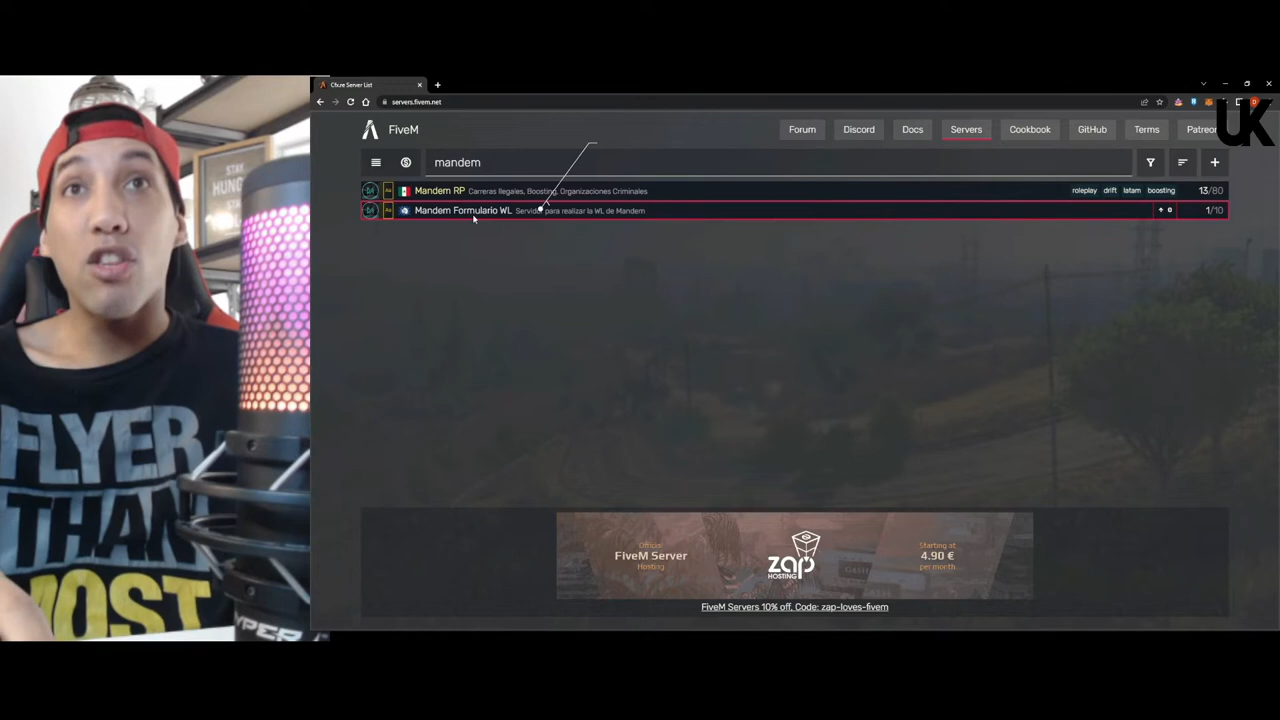 Cfx.re Server List
servers.fivem.net
UK
FiveM
Forum
Discord
Docs
Servers
Cookbook
GitHub
Terms
Patreon
mandem
Mandem RP Carreras Ilegales, Boosting, Organizaciones Criminales
roleplay drift latam boosting 13/80
Mandem Formulario WL Servidor para realizar la WL de Mandem
0 1/10
STAY
FLYER
THAN
MOST
HYPER
Official
FiveM Server
Hosting
ZAP
HOSTING
Starting at
4.90 €
per month
FiveM Servers 10% off, Code: zap-loves-fivem